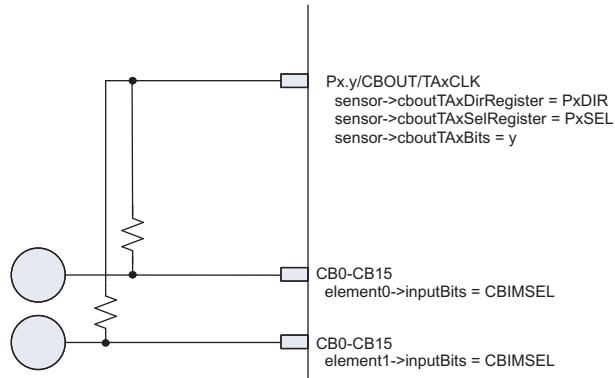 Px.y/CBOUT/TAxCLK
sensor->cboutTAxDirRegister = PxDIR
sensor->cboutTAxSelRegister = PxSEL
sensor->cboutTAxBits = y
CB0-CB15
element0->inputBits = CBIMSEL
CB0-CB15
element1->inputBits = CBIMSEL